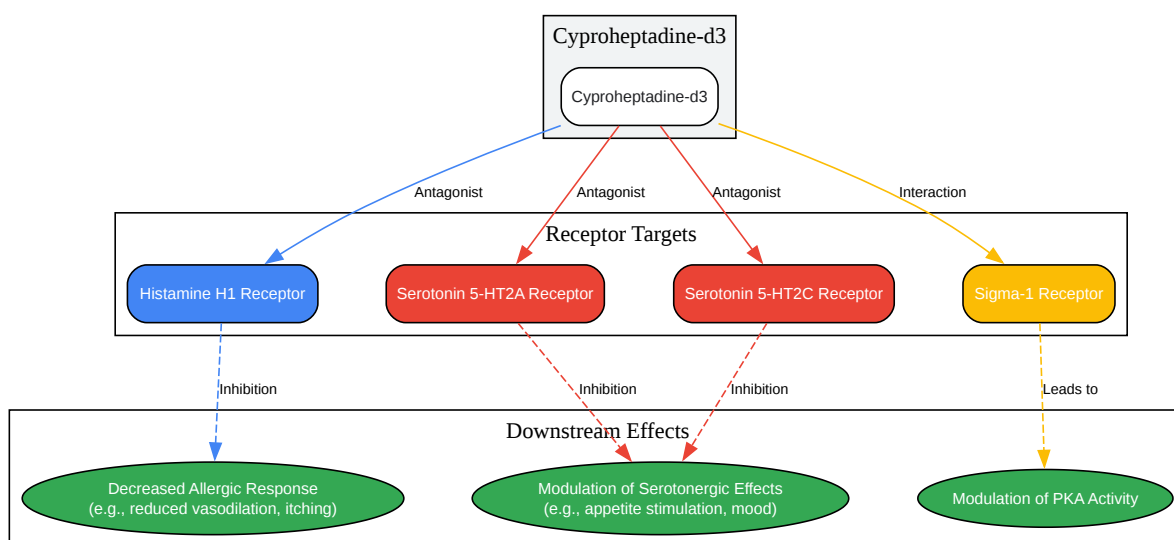 Cyproheptadine-d3
Cyproheptadine-d3
Antagonist
Antagonist
Antagonist
Interaction
Receptor Targets
Histamine H1 Receptor
Serotonin 5-HT2A Receptor
Serotonin 5-HT2C Receptor
Sigma-1 Receptor
Inhibition
Inhibition
Inhibition
Leads to
Downstream Effects
Decreased Allergic Response
(e.g., reduced vasodilation, itching)
Modulation of Serotonergic Effects
(e.g., appetite stimulation, mood)
Modulation of PKA Activity